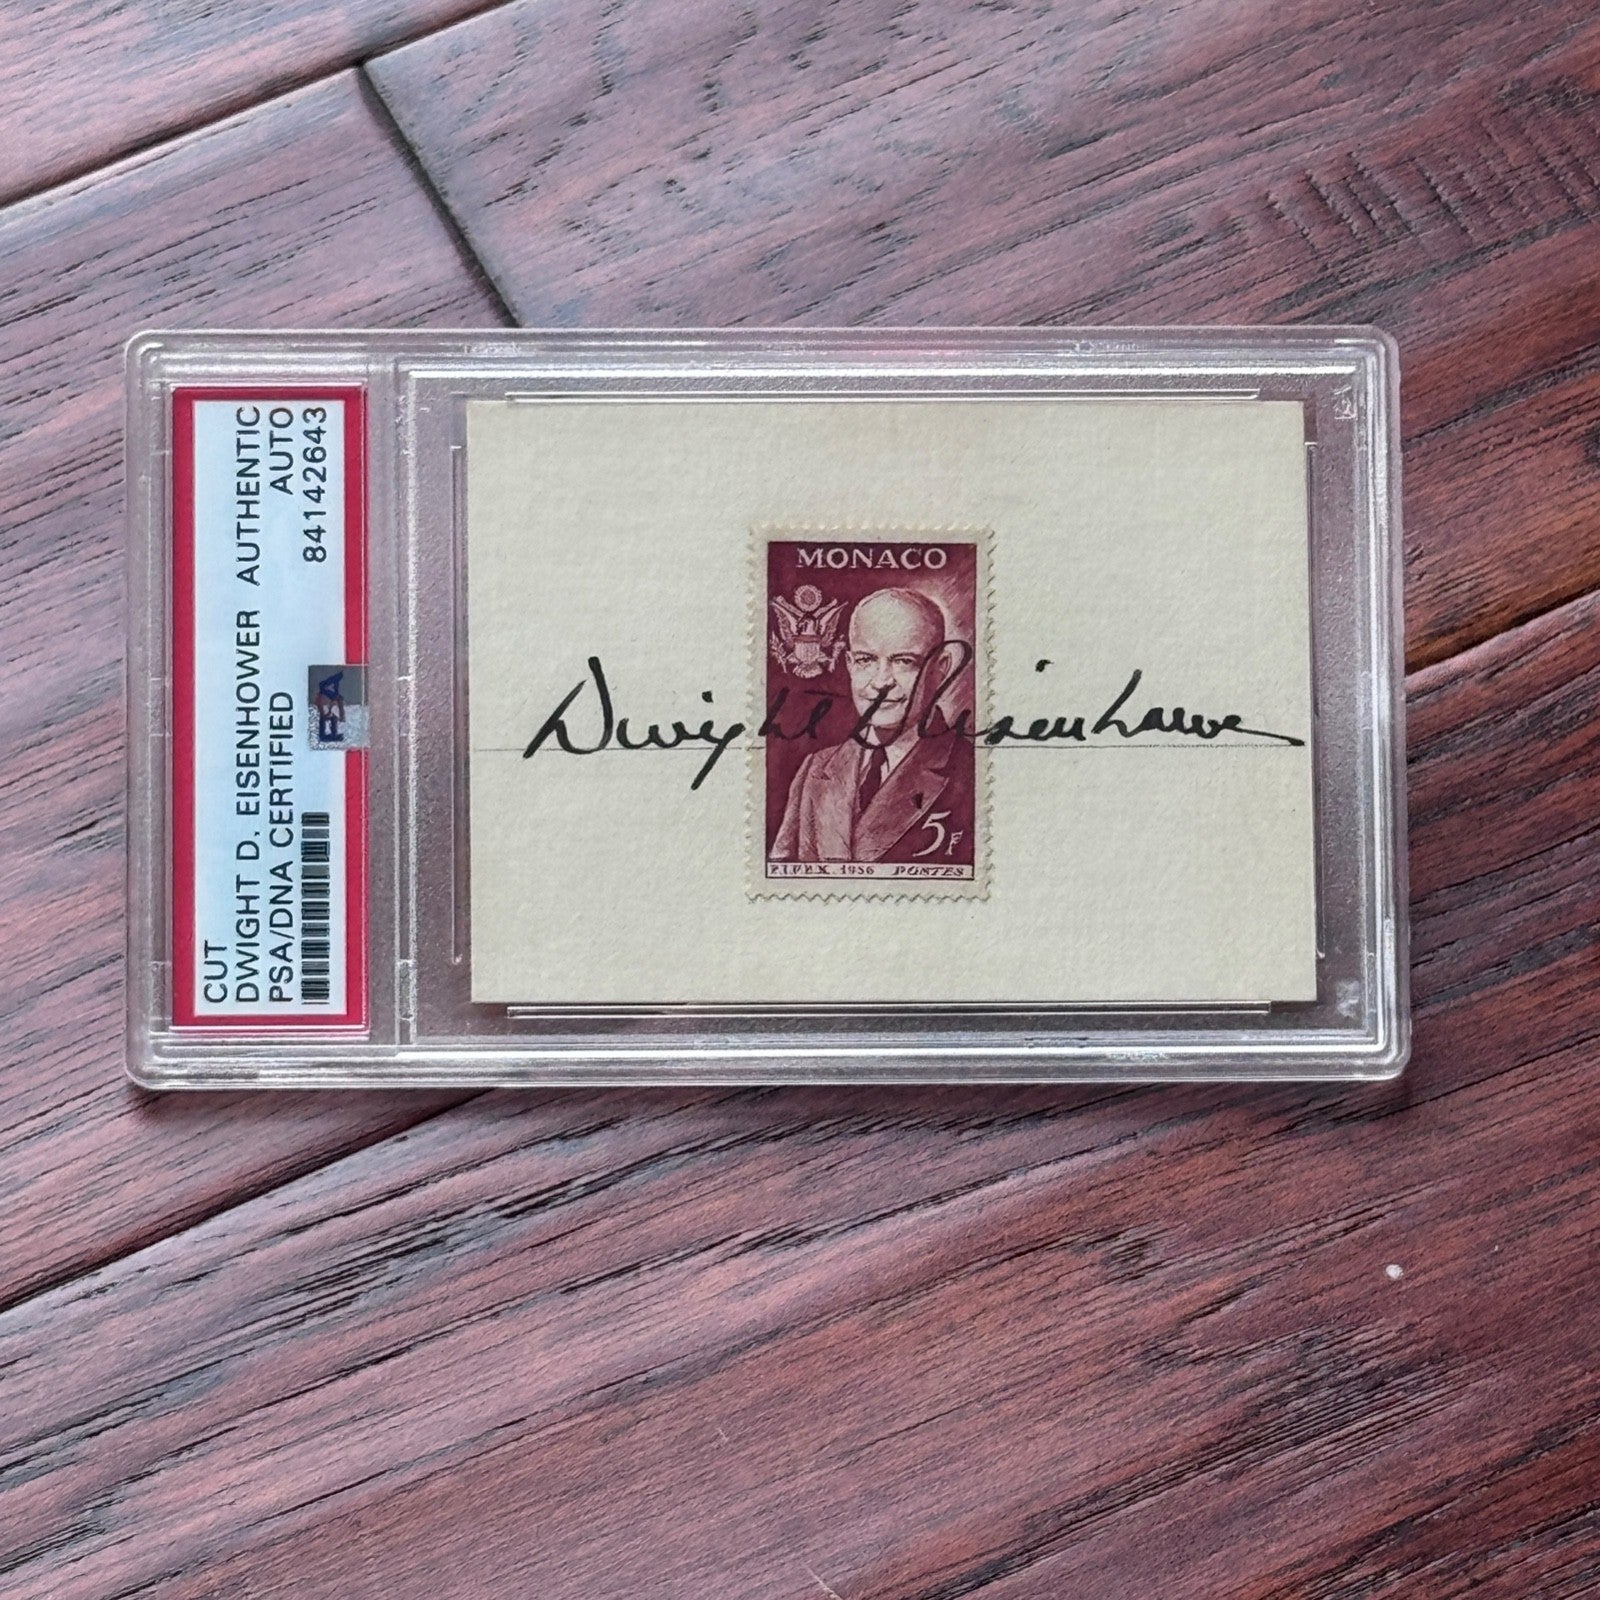 CUT
DWIGHT D. EISENHOWER AUTHENTIC
PSA/DNA CERTIFIED AUTO
84142643
PSA
MONACO
Dwight D Eisenhower
5F
F.I.P.E.X. 1956 POSTES